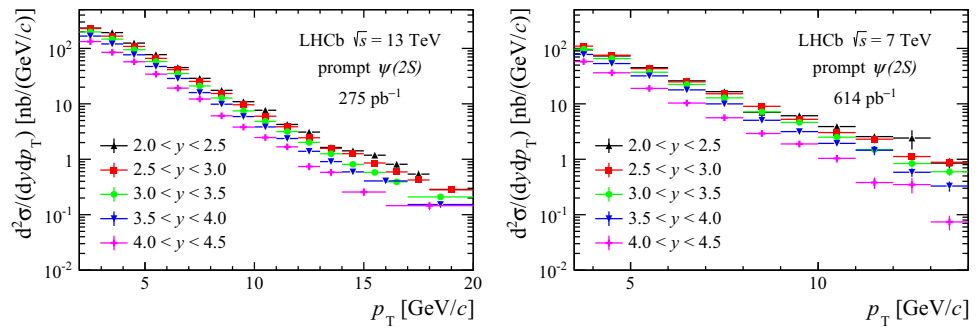 d²σ/(dydp_T) [nb/(GeV/c)]
10²
10
1
10⁻¹
10⁻²
LHCb √s = 13 TeV
prompt ψ(2S)
275 pb⁻¹
2.0 < y < 2.5
2.5 < y < 3.0
3.0 < y < 3.5
3.5 < y < 4.0
4.0 < y < 4.5
5 10 15 20
p_T [GeV/c]
d²σ/(dydp_T) [nb/(GeV/c)]
10²
10
1
10⁻¹
10⁻²
LHCb √s = 7 TeV
prompt ψ(2S)
614 pb⁻¹
2.0 < y < 2.5
2.5 < y < 3.0
3.0 < y < 3.5
3.5 < y < 4.0
4.0 < y < 4.5
5 10
p_T [GeV/c]